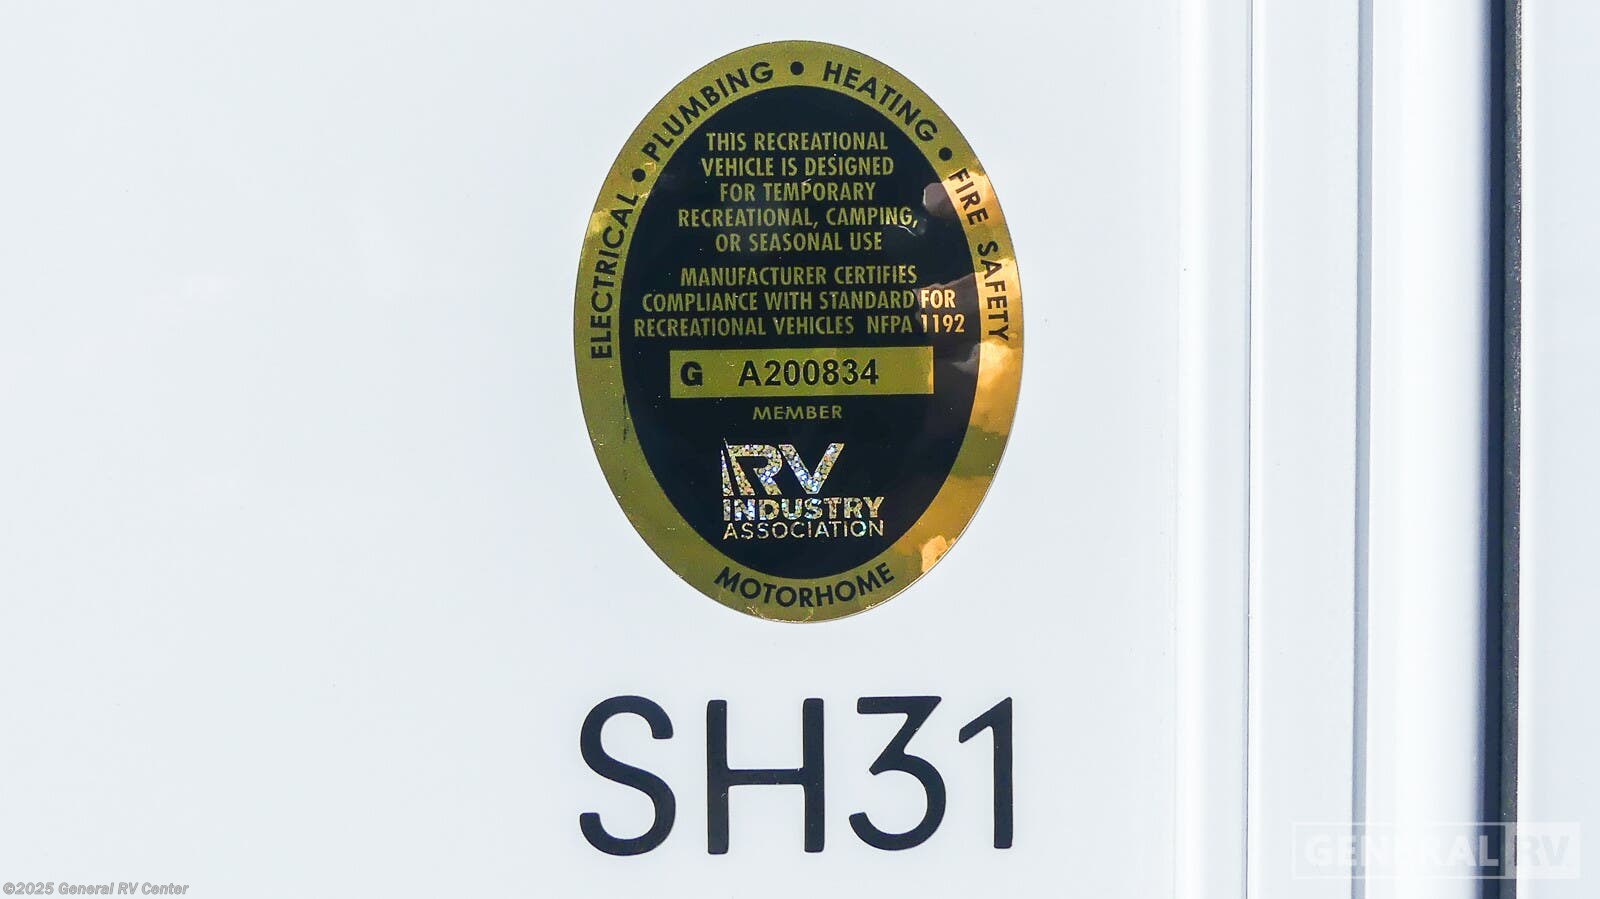 ELECTRICAL • PLUMBING • HEATING • FIRE SAFETY
THIS RECREATIONAL
VEHICLE IS DESIGNED
FOR TEMPORARY
RECREATIONAL, CAMPING,
OR SEASONAL USE
MANUFACTURER CERTIFIES
COMPLIANCE WITH STANDARD FOR
RECREATIONAL VEHICLES NFPA 1192
G A200834
MEMBER
RV
INDUSTRY
ASSOCIATION
MOTORHOME
SH31
GENERAL RV
©2025 General RV Center